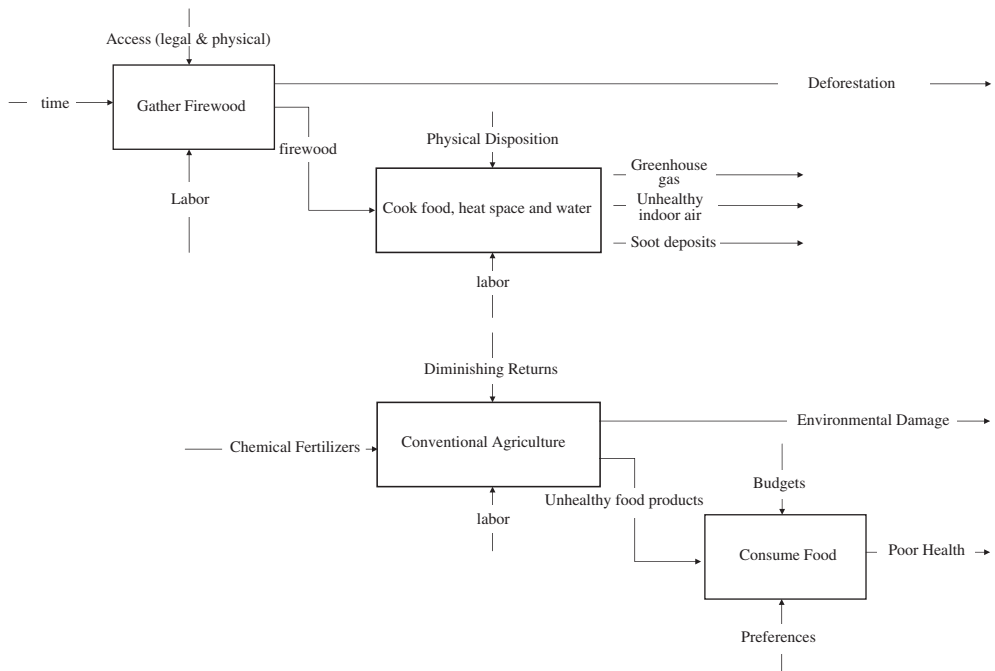 Access (legal & physical)
Deforestation
time
Gather Firewood
Physical Disposition
firewood
Greenhouse
gas
Labor
Cook food, heat space and water
Unhealthy
indoor air
Soot deposits
labor
Diminishing Returns
Environmental Damage
Chemical Fertilizers
Conventional Agriculture
Budgets
Unhealthy food products
labor
Consume Food
Poor Health
Preferences